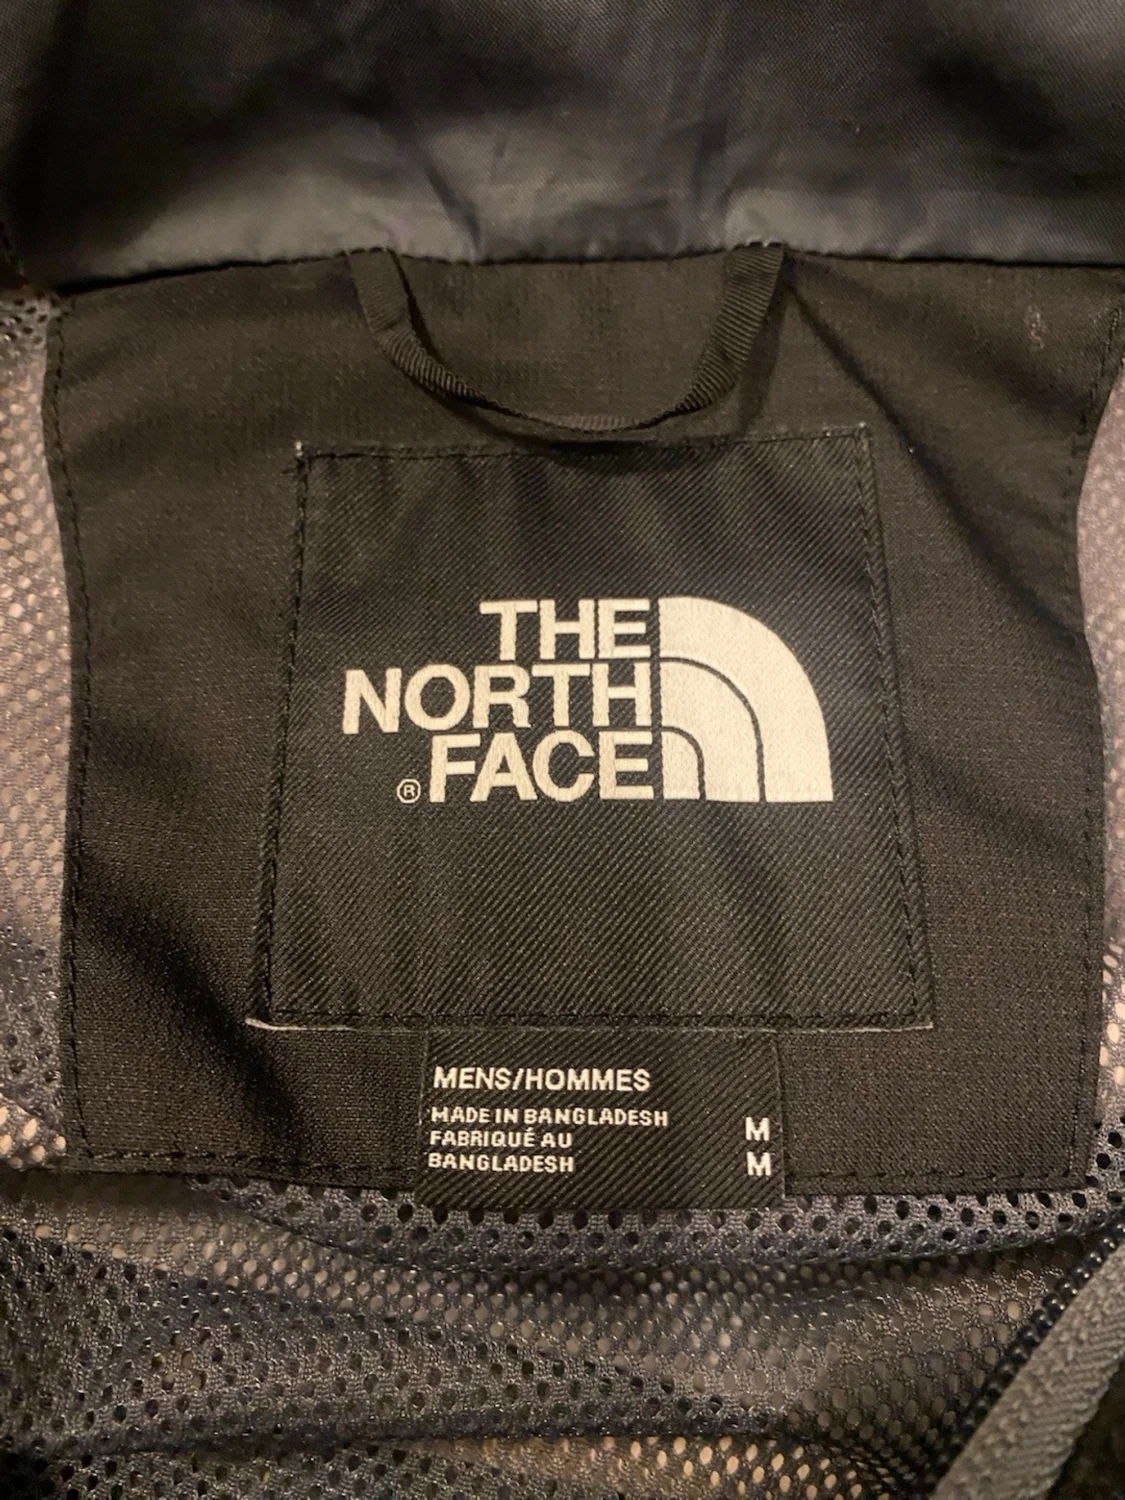 THE
NORTH
FACE
®
MENS/HOMMES
MADE IN BANGLADESH M
FABRIQUÉ AU
BANGLADESH M